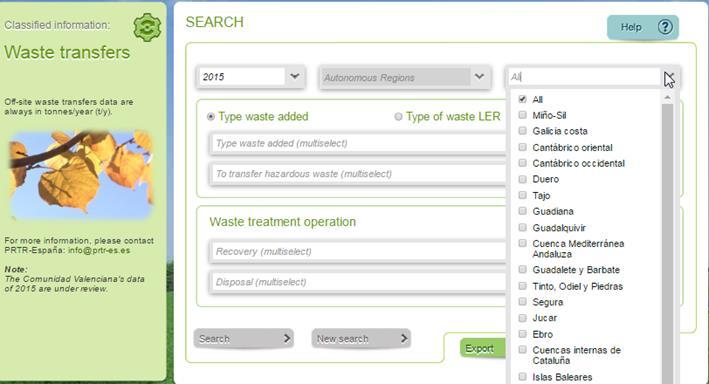 Classified information:
Waste transfers
Off-site waste transfers data are
always in tonnes/year (t/y).
For more information, please contact
PRTR-España: info@prtr-es.es
Note:
The Comunidad Valenciana's data
of 2015 are under review.
SEARCH
Help ?
2015
Autonomous Regions
All
Type waste added
Type of waste LER
Type waste added (multiselect)
To transfer hazardous waste (multiselect)
Waste treatment operation
Recovery (multiselect)
Disposal (multiselect)
Search
New search
Export
All
Miño-Sil
Galicia costa
Cantábrico oriental
Cantábrico occidental
Duero
Tajo
Guadiana
Guadalquivir
Cuenca Mediterránea
Andaluza
Guadalete y Barbate
Tinto, Odiel y Piedras
Segura
Jucar
Ebro
Cuencas internas de
Cataluña
Islas Baleares